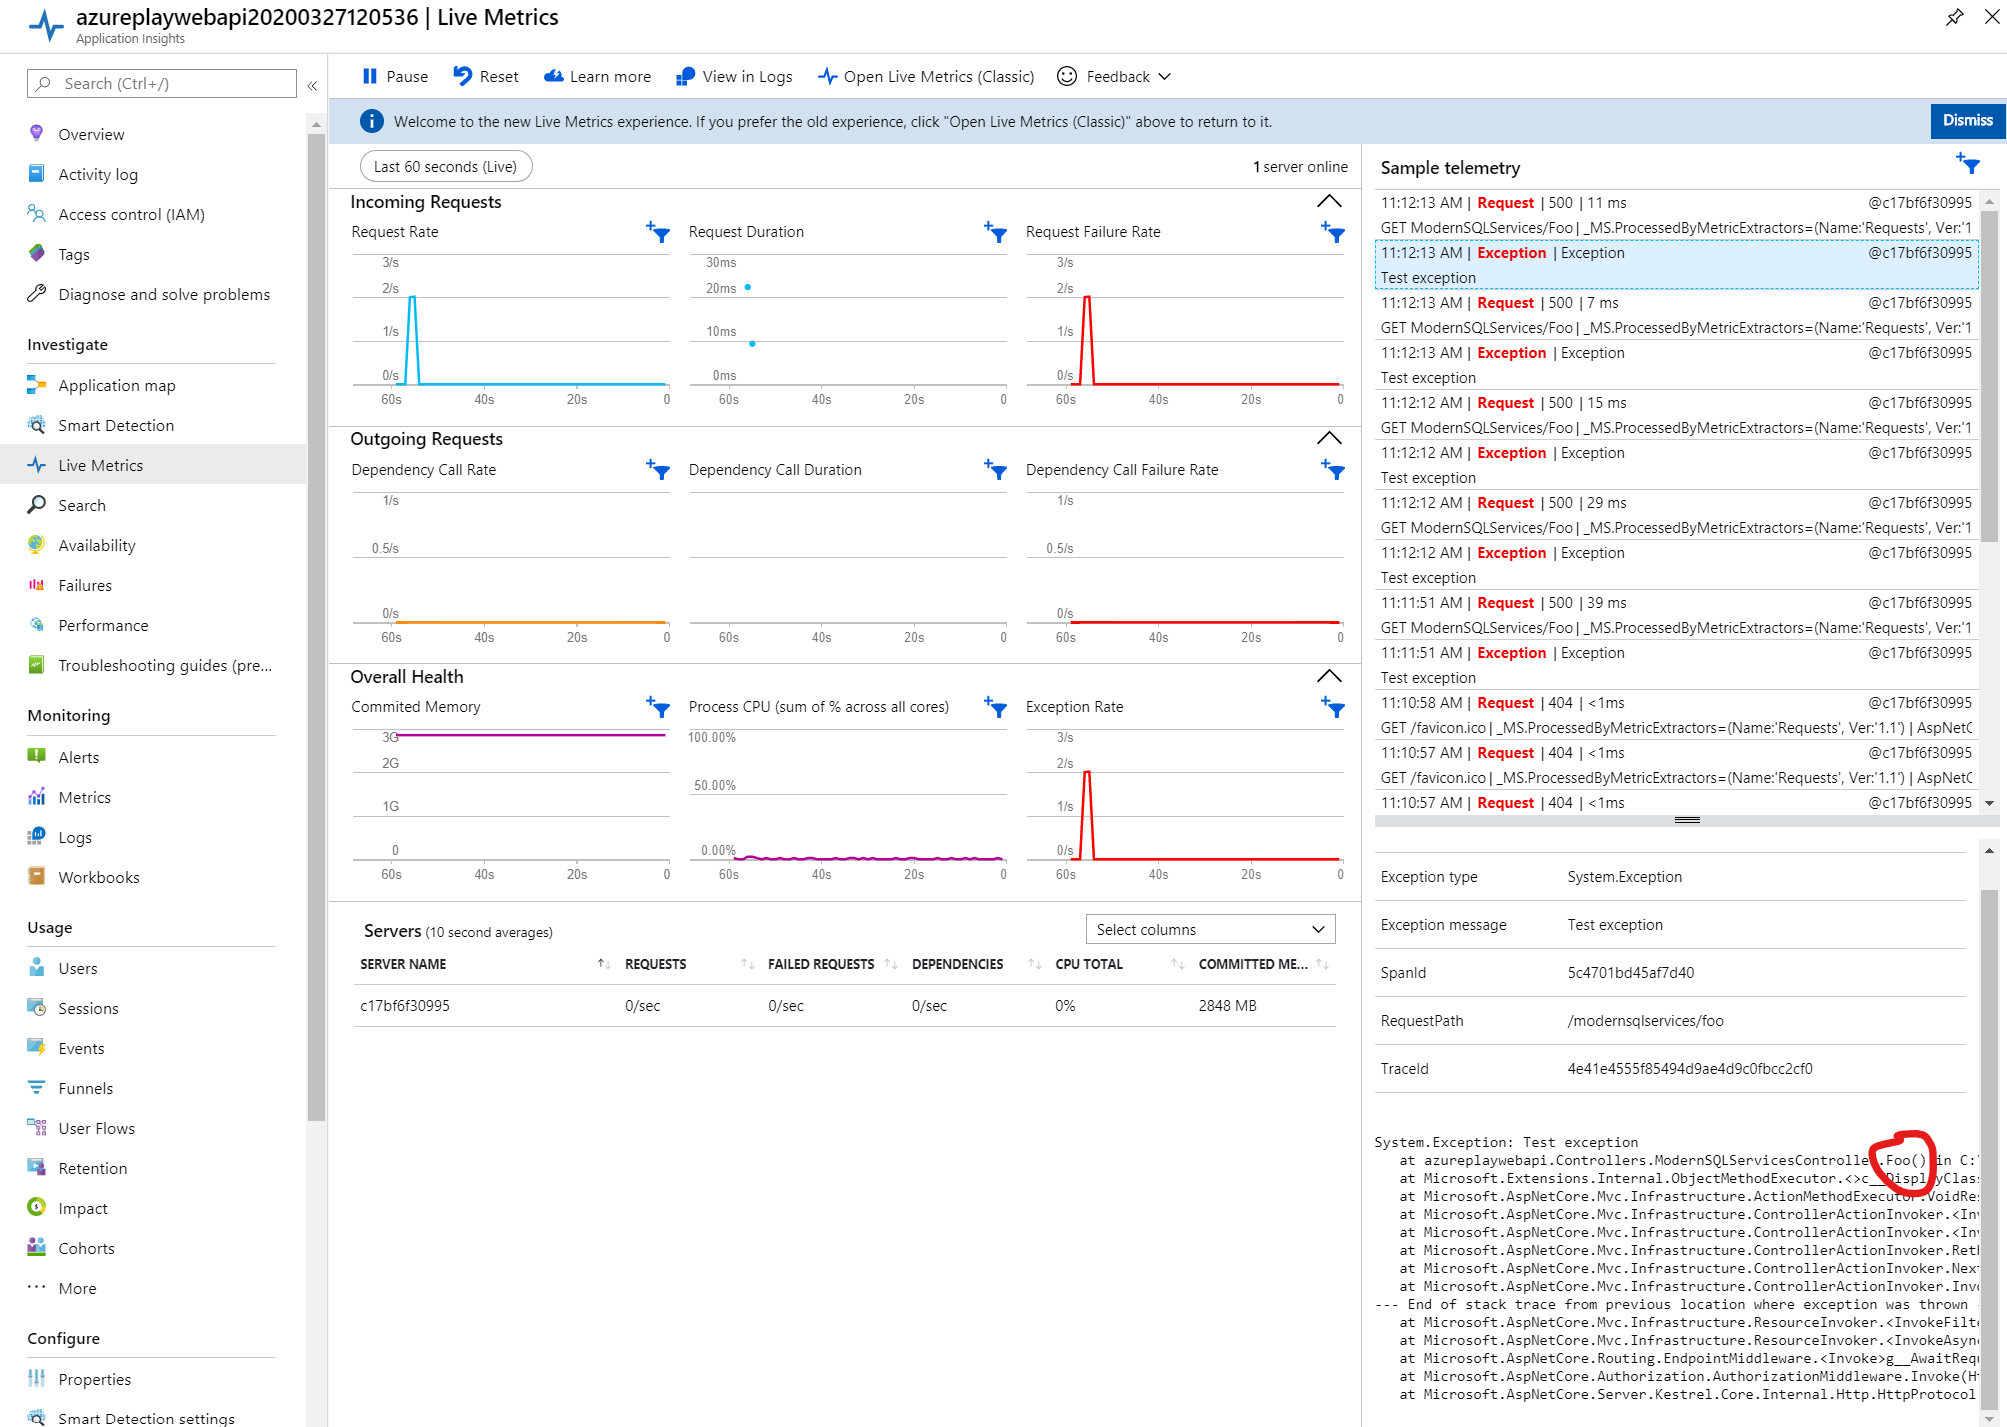 azureplaywebapi20200327120536 | Live Metrics
Application Insights
Search (Ctrl+/)
«
Overview
Activity log
Access control (IAM)
Tags
Diagnose and solve problems
Investigate
Application map
Smart Detection
Live Metrics
Search
Availability
Failures
Performance
Troubleshooting guides (pre...
Monitoring
Alerts
Metrics
Logs
Workbooks
Usage
Users
Sessions
Events
Funnels
User Flows
Retention
Impact
Cohorts
More
Configure
Properties
Smart Detection settings
Pause Reset Learn more View in Logs Open Live Metrics (Classic) Feedback
Welcome to the new Live Metrics experience. If you prefer the old experience, click "Open Live Metrics (Classic)" above to return to it.
Dismiss
Last 60 seconds (Live)
1 server online
Incoming Requests
Request Rate
3/s
2/s
1/s
0/s
60s 40s 20s 0
Request Duration
30ms
20ms
10ms
0ms
60s 40s 20s 0
Request Failure Rate
3/s
2/s
1/s
0/s
60s 40s 20s 0
Outgoing Requests
Dependency Call Rate
1/s
0.5/s
0/s
60s 40s 20s 0
Dependency Call Duration
60s 40s 20s 0
Dependency Call Failure Rate
1/s
0.5/s
0/s
60s 40s 20s 0
Overall Health
Commited Memory
3G
2G
1G
0
60s 40s 20s 0
Process CPU (sum of % across all cores)
100.00%
50.00%
0.00%
60s 40s 20s 0
Exception Rate
3/s
2/s
1/s
0/s
60s 40s 20s 0
Servers (10 second averages)
Select columns
SERVER NAME REQUESTS FAILED REQUESTS DEPENDENCIES CPU TOTAL COMMITTED ME...
c17bf6f30995 0/sec 0/sec 0/sec 0% 2848 MB
Sample telemetry
11:12:13 AM | Request | 500 | 11 ms @c17bf6f30995
GET ModernSQLServices/Foo | _MS.ProcessedByMetricExtractors=(Name:'Requests', Ver:'1
11:12:13 AM | Exception | Exception @c17bf6f30995
Test exception
11:12:13 AM | Request | 500 | 7 ms @c17bf6f30995
GET ModernSQLServices/Foo | _MS.ProcessedByMetricExtractors=(Name:'Requests', Ver:'1
11:12:13 AM | Exception | Exception @c17bf6f30995
Test exception
11:12:12 AM | Request | 500 | 15 ms @c17bf6f30995
GET ModernSQLServices/Foo | _MS.ProcessedByMetricExtractors=(Name:'Requests', Ver:'1
11:12:12 AM | Exception | Exception @c17bf6f30995
Test exception
11:12:12 AM | Request | 500 | 29 ms @c17bf6f30995
GET ModernSQLServices/Foo | _MS.ProcessedByMetricExtractors=(Name:'Requests', Ver:'1
11:12:12 AM | Exception | Exception @c17bf6f30995
Test exception
11:11:51 AM | Request | 500 | 39 ms @c17bf6f30995
GET ModernSQLServices/Foo | _MS.ProcessedByMetricExtractors=(Name:'Requests', Ver:'1
11:11:51 AM | Exception | Exception @c17bf6f30995
Test exception
11:10:58 AM | Request | 404 | <1ms @c17bf6f30995
GET /favicon.ico | _MS.ProcessedByMetricExtractors=(Name:'Requests', Ver:'1.1') | AspNetC
11:10:57 AM | Request | 404 | <1ms @c17bf6f30995
GET /favicon.ico | _MS.ProcessedByMetricExtractors=(Name:'Requests', Ver:'1.1') | AspNetC
11:10:57 AM | Request | 404 | <1ms @c17bf6f30995
Exception type System.Exception
Exception message Test exception
SpanId 5c4701bd45af7d40
RequestPath /modernsqlservices/foo
TraceId 4e41e4555f85494d9ae4d9c0fbcc2cf0
System.Exception: Test exception
at azureplaywebapi.Controllers.ModernSQLServicesController.Foo() in C:\
at Microsoft.Extensions.Internal.ObjectMethodExecutor.<>c__DisplayClas
at Microsoft.AspNetCore.Mvc.Infrastructure.ActionMethodExecutor.VoidRes
at Microsoft.AspNetCore.Mvc.Infrastructure.ControllerActionInvoker.<Inv
at Microsoft.AspNetCore.Mvc.Infrastructure.ControllerActionInvoker.<Inv
at Microsoft.AspNetCore.Mvc.Infrastructure.ControllerActionInvoker.Reth
at Microsoft.AspNetCore.Mvc.Infrastructure.ControllerActionInvoker.Next
at Microsoft.AspNetCore.Mvc.Infrastructure.ControllerActionInvoker.Invo
--- End of stack trace from previous location where exception was thrown -
at Microsoft.AspNetCore.Mvc.Infrastructure.ResourceInvoker.<InvokeFilte
at Microsoft.AspNetCore.Mvc.Infrastructure.ResourceInvoker.<InvokeAsync
at Microsoft.AspNetCore.Routing.EndpointMiddleware.<Invoke>g__AwaitRequ
at Microsoft.AspNetCore.Authorization.AuthorizationMiddleware.Invoke(Ht
at Microsoft.AspNetCore.Server.Kestrel.Core.Internal.Http.HttpProtocol